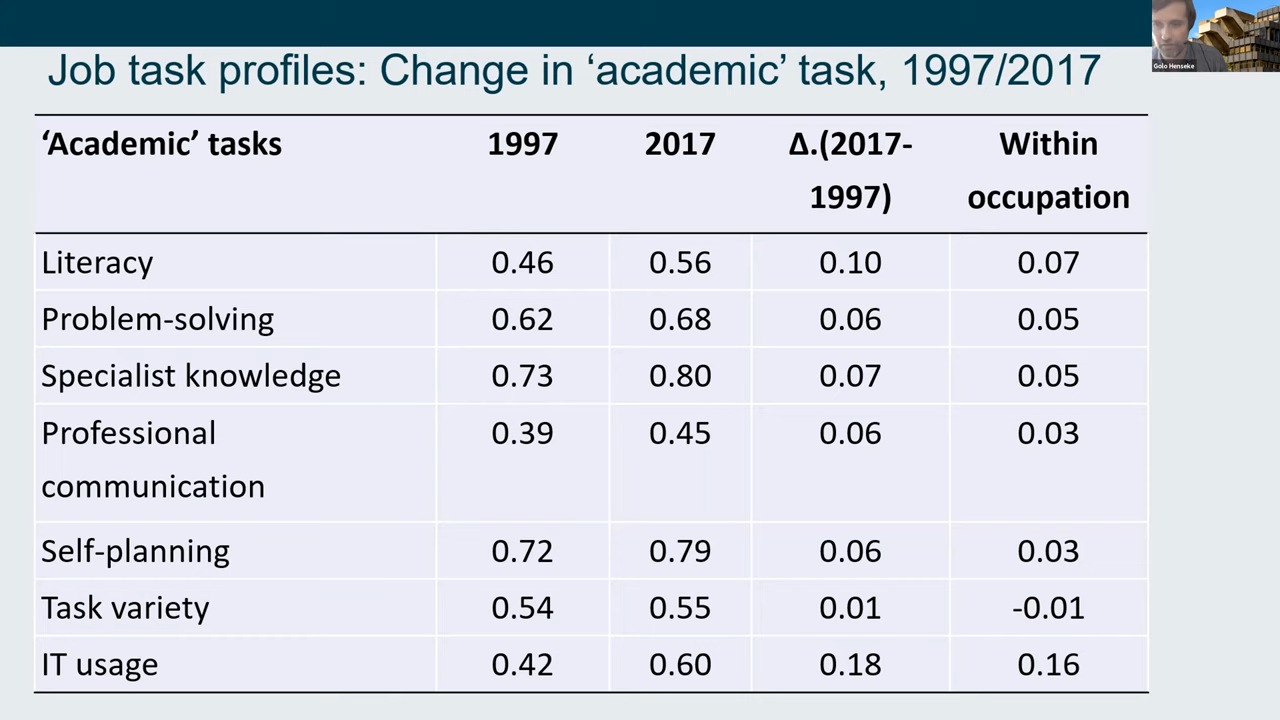 Golo Henseke
Job task profiles: Change in ‘academic’ task, 1997/2017
‘Academic’ tasks 1997 2017 Δ.(2017-1997) Within occupation
Literacy 0.46 0.56 0.10 0.07
Problem-solving 0.62 0.68 0.06 0.05
Specialist knowledge 0.73 0.80 0.07 0.05
Professional communication 0.39 0.45 0.06 0.03
Self-planning 0.72 0.79 0.06 0.03
Task variety 0.54 0.55 0.01 -0.01
IT usage 0.42 0.60 0.18 0.16